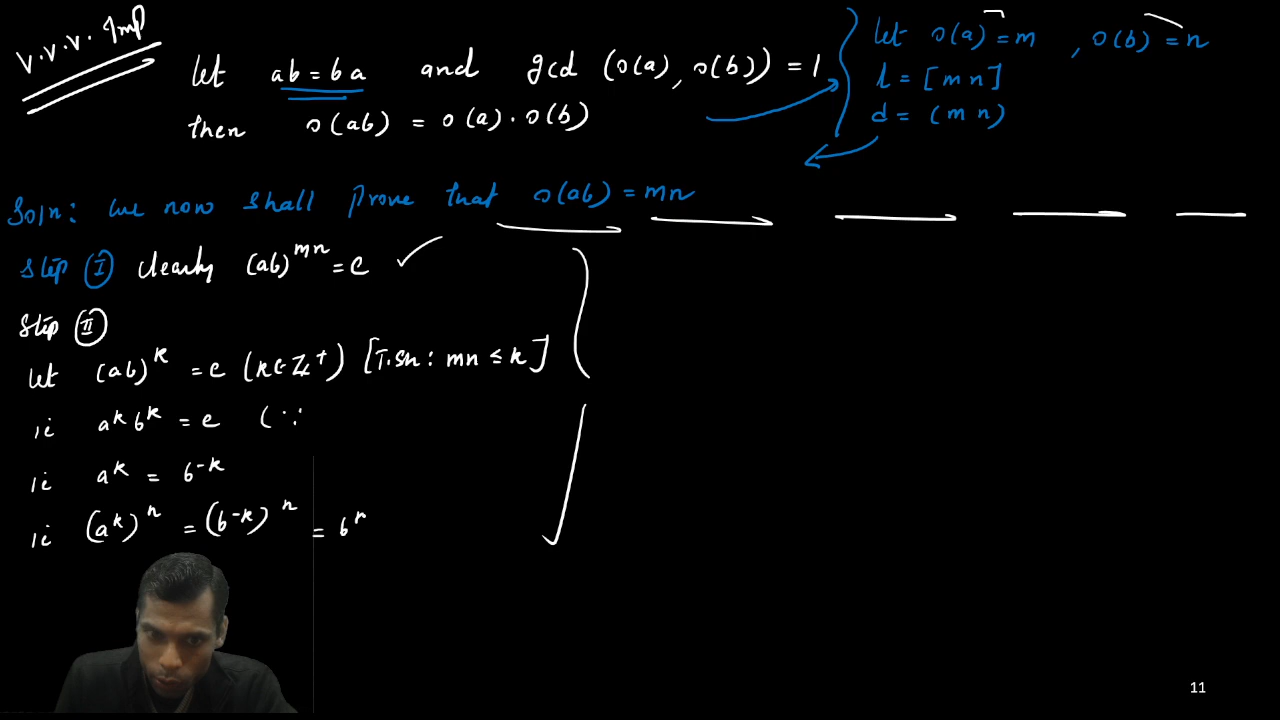 V.V.V. Imp
let ab = ba and gcd (o(a), o(b)) = 1
then o(ab) = o(a) . o(b)
let o(a) = m , o(b) = n
l = [m n]
d = (m n)
Soln: we now shall prove that o(ab) = mn
Step (I) clearly (ab)^mn = e ✓
Step (II)
let (ab)^k = e (k ∈ Z^+) [T.Sh: mn ≤ k]
ie a^k b^k = e (∵
ie a^k = b^-k
ie (a^k)^n = (b^-k)^n = b^n
11